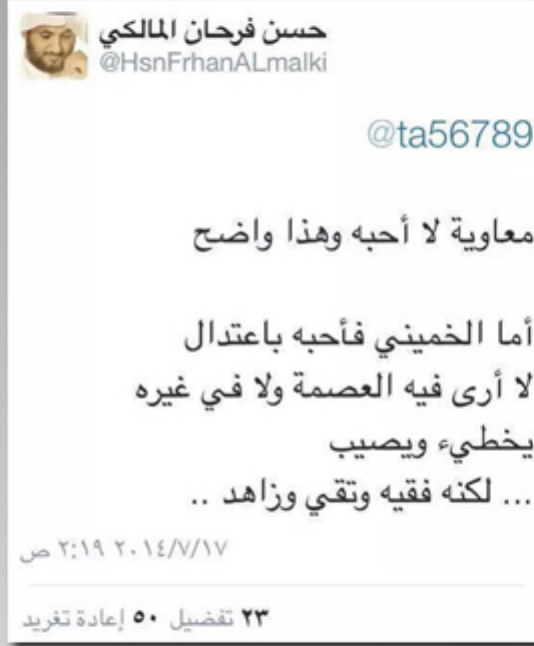 حسن فرحان المالكي
@HsnFrhanALmalki
@ta56789
معاوية لا أحبه وهذا واضح
أما الخميني فأحبه باعتدال
لا أرى فيه العصمة ولا في غيره
يخطيء ويصيب
... لكنه فقيه وتقي وزاهد ..
٢٠١٤/٧/١٧ ٢:١٩ ص
٢٣ تفضيل ٥٠ إعادة تغريد